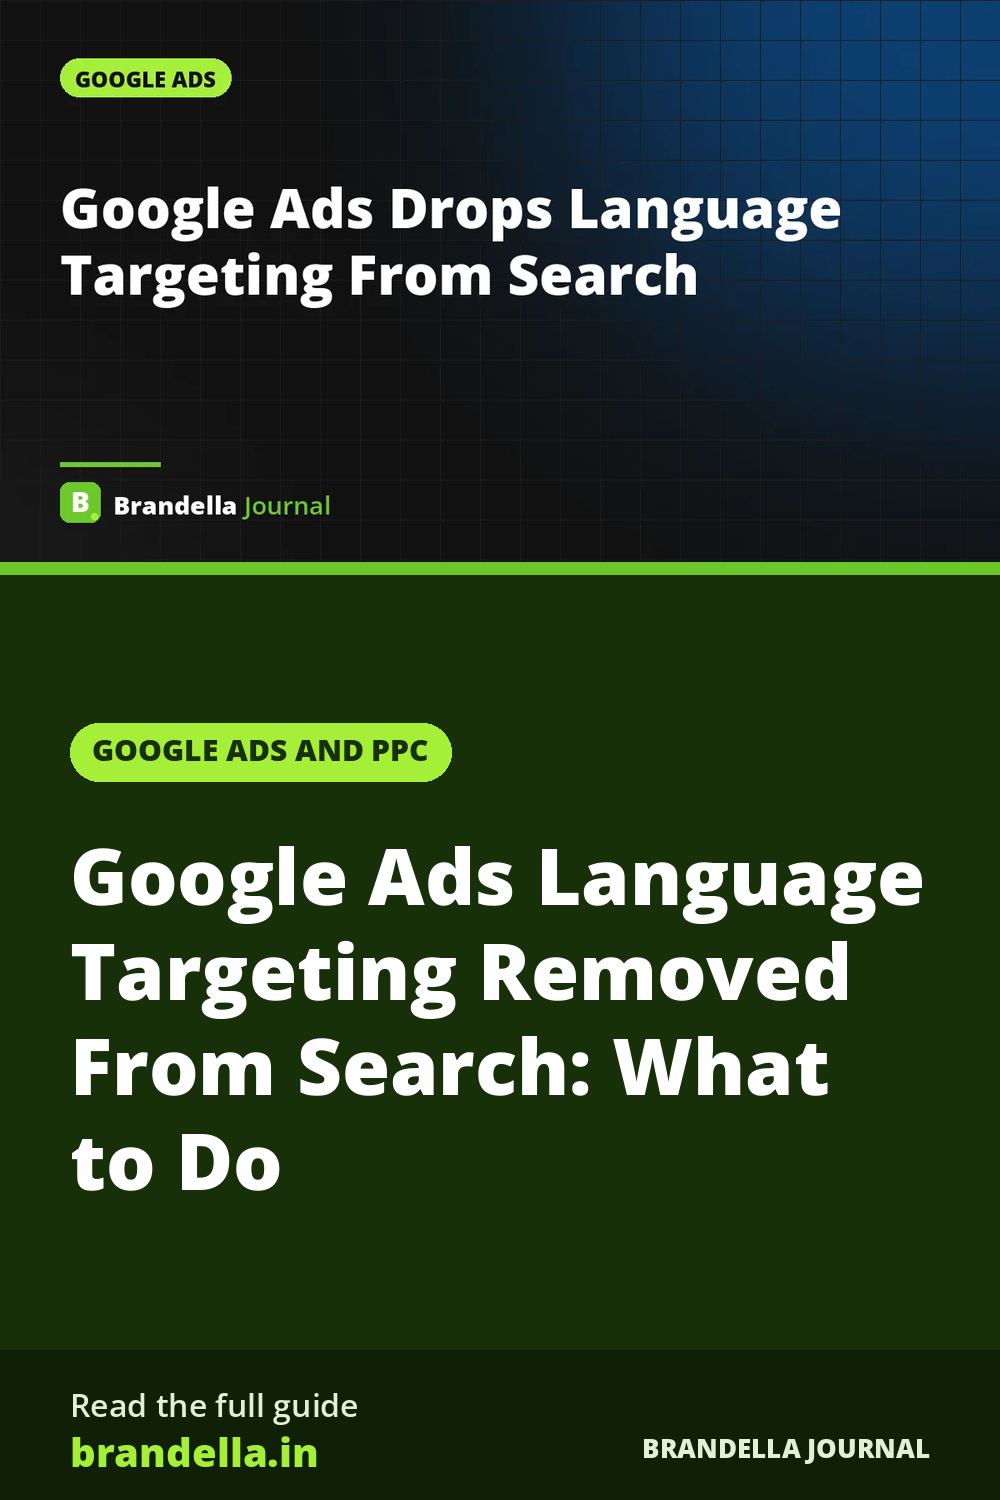 GOOGLE ADS
Google Ads Drops Language
Targeting From Search
B
Brandella Journal
GOOGLE ADS AND PPC
Google Ads Language
Targeting Removed
From Search: What
to Do
Read the full guide
brandella.in
BRANDELLA JOURNAL